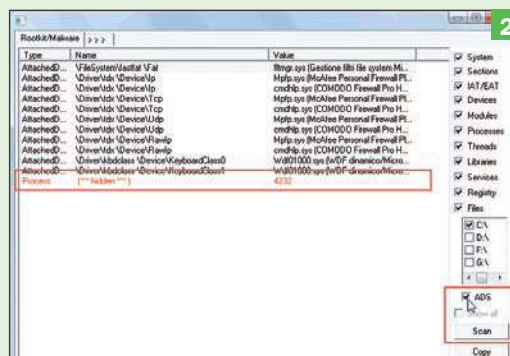 2
Rootkit/Malware > > >
Type Name Value
AttachedD... \FileSystem\fastfat \Fat fltmgr.sys (Gestione filtri file system Mi...
AttachedD... \Driver\tdx \Device\Ip Mpfp.sys (McAfee Personal Firewall Pl...
AttachedD... \Driver\tdx \Device\Ip cmdhlp.sys (COMODO Firewall Pro H...
AttachedD... \Driver\tdx \Device\Tcp Mpfp.sys (McAfee Personal Firewall Pl...
AttachedD... \Driver\tdx \Device\Tcp cmdhlp.sys (COMODO Firewall Pro H...
AttachedD... \Driver\tdx \Device\Udp Mpfp.sys (McAfee Personal Firewall Pl...
AttachedD... \Driver\tdx \Device\Udp cmdhlp.sys (COMODO Firewall Pro H...
AttachedD... \Driver\tdx \Device\RawIp Mpfp.sys (McAfee Personal Firewall Pl...
AttachedD... \Driver\tdx \Device\RawIp cmdhlp.sys (COMODO Firewall Pro H...
AttachedD... \Driver\kbdclass \Device\KeyboardClass0 Wdf01000.sys (WDF dinamico/Micro...
AttachedD... \Driver\kbdclass \Device\KeyboardClass1 Wdf01000.sys (WDF dinamico/Micro...
Process (*** hidden *** ) 4232
System
Sections
IAT/EAT
Devices
Modules
Processes
Threads
Libraries
Services
Registry
Files
C:\
D:\
F:\
G:\
ADS
Show all
Scan
Copy